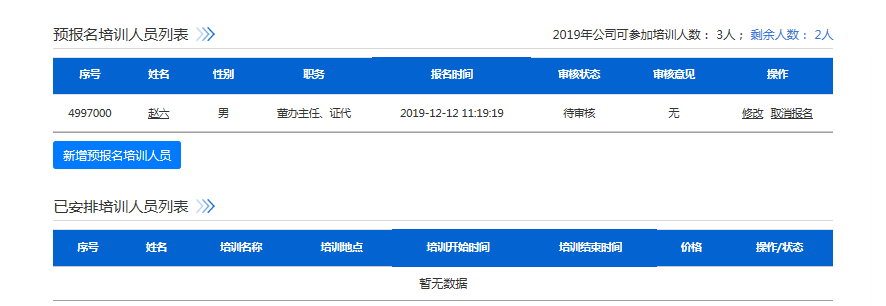 预报名培训人员列表
2019年公司可参加培训人数： 3人； 剩余人数： 2人
序号 姓名 性别 职务 报名时间 审核状态 审核意见 操作
4997000 赵六 男 董办主任、证代 2019-12-12 11:19:19 待审核 无 修改 取消报名
新增预报名培训人员
已安排培训人员列表
序号 姓名 培训名称 培训地点 培训开始时间 培训结束时间 价格 操作/状态
暂无数据